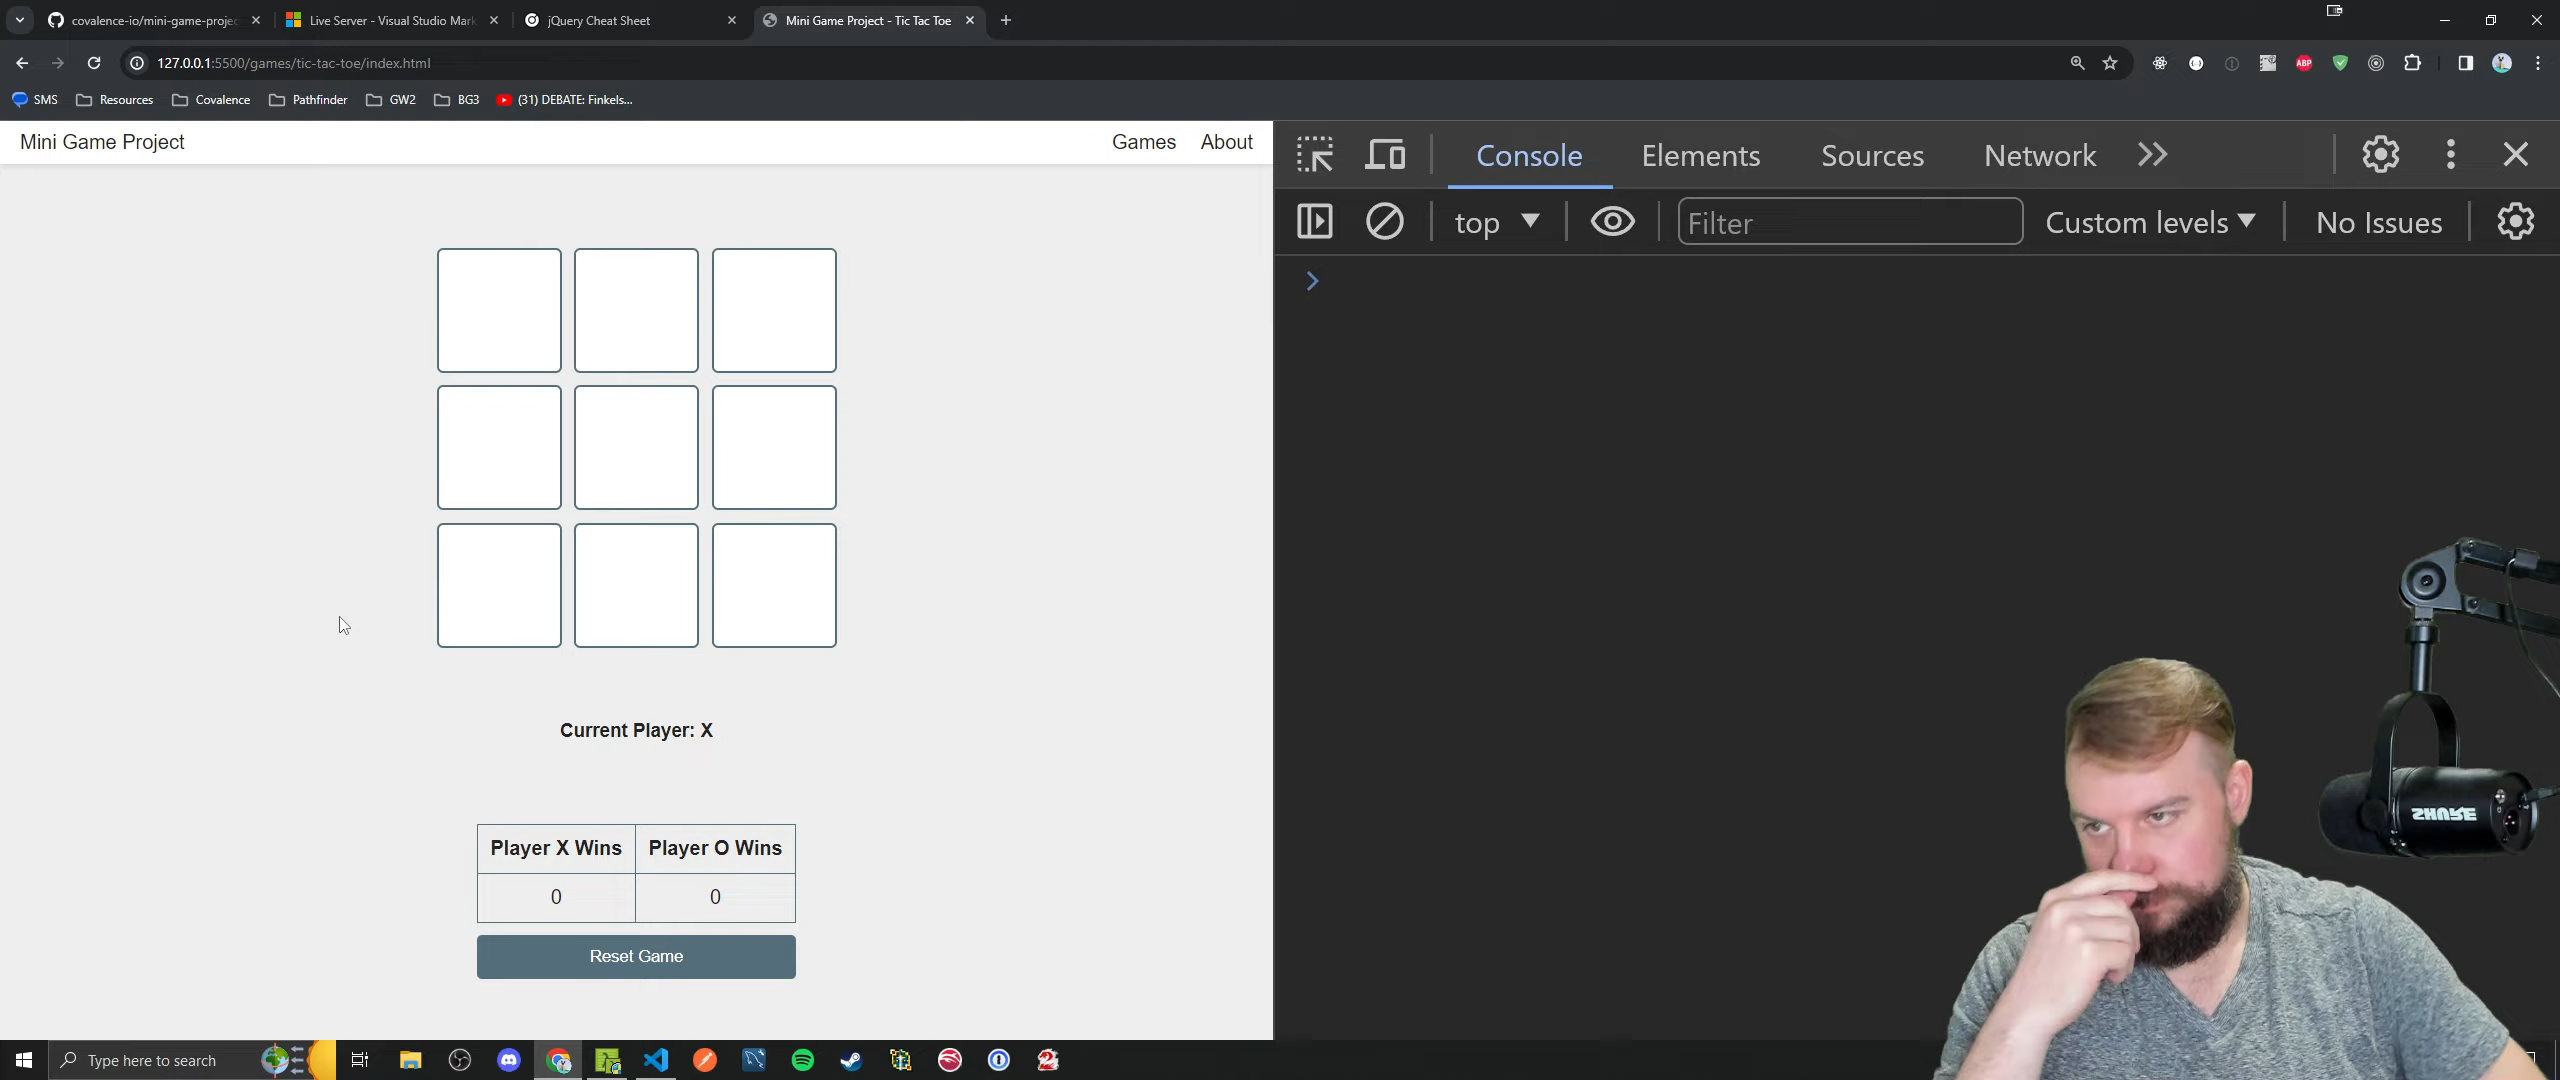 covalence-io/mini-game-projec
Live Server - Visual Studio Mark
jQuery Cheat Sheet
Mini Game Project - Tic Tac Toe
127.0.0.1:5500/games/tic-tac-toe/index.html
ABP
SMS
Resources
Covalence
Pathfinder
GW2
BG3
(31) DEBATE: Finkels...
Mini Game Project
Games
About
Console
Elements
Sources
Network
top
Filter
Custom levels
No Issues
Current Player: X
Player X Wins
Player O Wins
0
0
Reset Game
SHURE
Type here to search